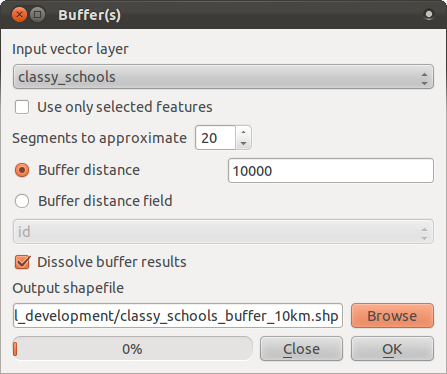 Buffer(s)
Input vector layer
classy_schools
Use only selected features
Segments to approximate 20
Buffer distance 10000
Buffer distance field
id
Dissolve buffer results
Output shapefile
l_development/classy_schools_buffer_10km.shp Browse
0% Close OK